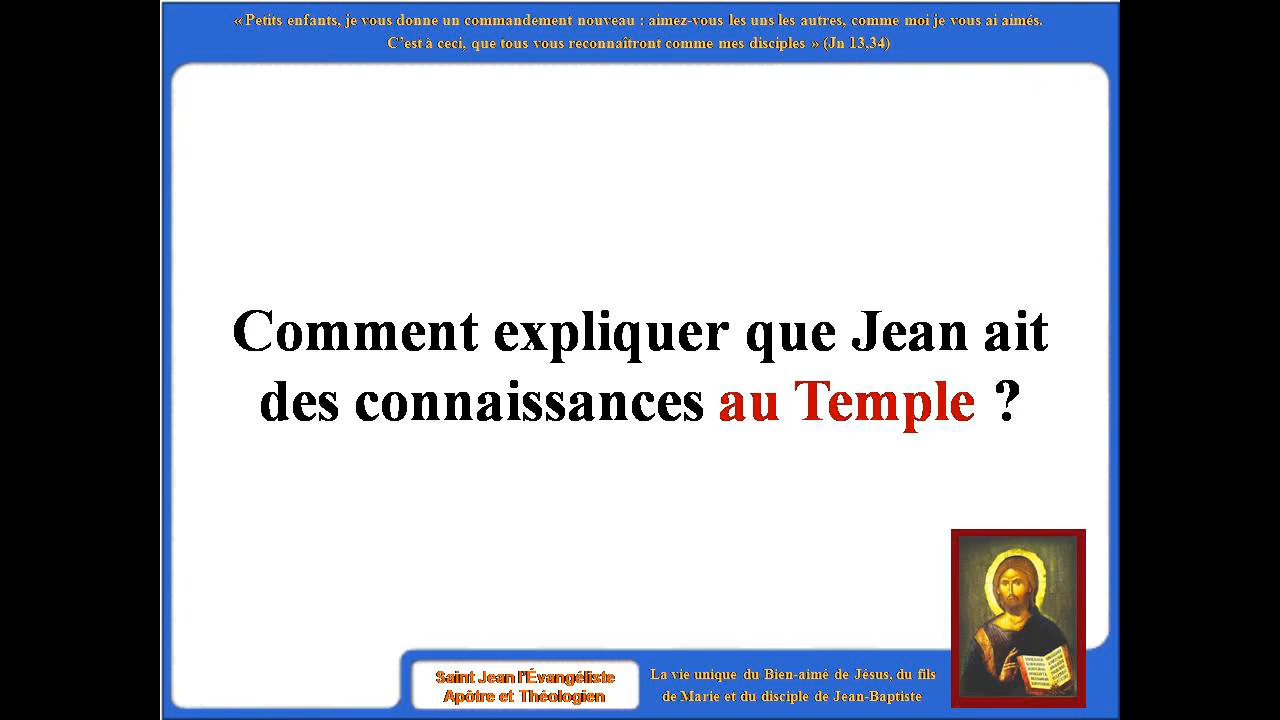 « Petits enfants, je vous donne un commandement nouveau : aimez-vous les uns les autres, comme moi je vous ai aimés.
C'est à ceci, que tous vous reconnaîtront comme mes disciples » (Jn 13,34)
Comment expliquer que Jean ait
des connaissances au Temple ?
Saint Jean l'Évangéliste
Apôtre et Théologien
La vie unique du Bien-aimé de Jésus, du fils
de Marie et du disciple de Jean-Baptiste